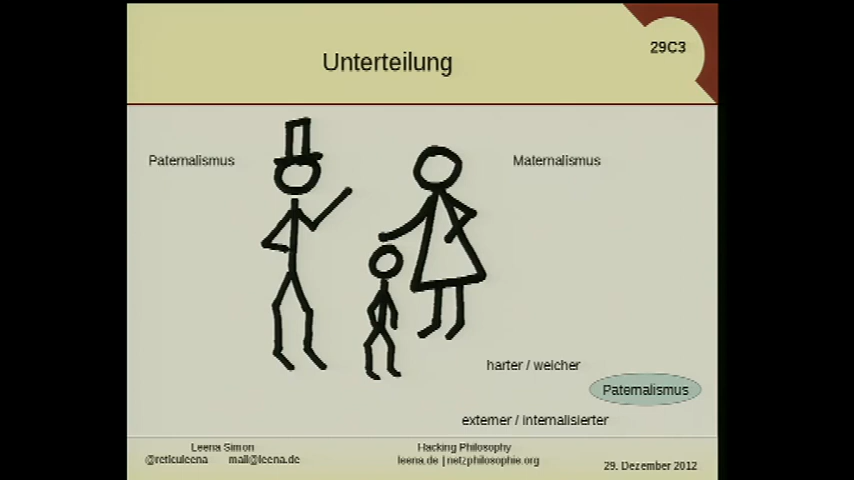 Unterteilung
29C3
Paternalismus
Maternalismus
harter / weicher
Paternalismus
externer / internalisierter
Leena Simon
@reticuleena mail@leena.de
Hacking Philosophy
leena.de | netzphilosophie.org
29. Dezember 2012